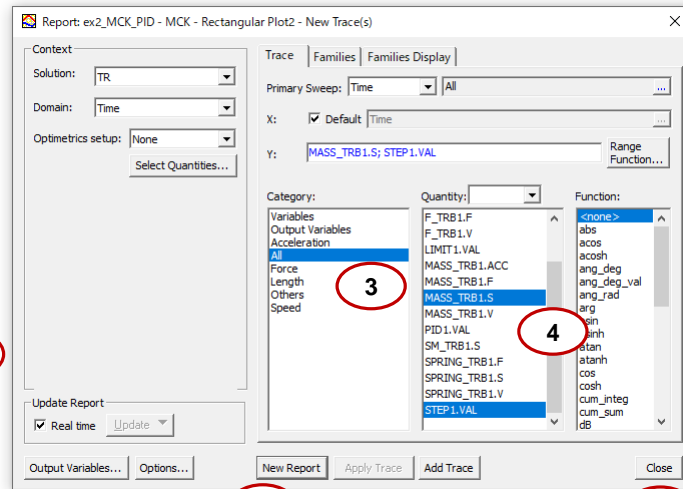 Report: ex2_MCK_PID - MCK - Rectangular Plot2 - New Trace(s)
Context
Solution: TR
Domain: Time
Optimetrics setup: None
Select Quantities...
Update Report
Real time Update
Trace Families Families Display
Primary Sweep: Time All ...
X: Default Time ...
Y: MASS_TRB1.S; STEP1.VAL
Range
Function...
Category:
Variables
Output Variables
Acceleration
All
Force
Length
Others
Speed
3
Quantity:
F_TRB1.F
F_TRB1.V
LIMIT1.VAL
MASS_TRB1.ACC
MASS_TRB1.F
MASS_TRB1.S
MASS_TRB1.V
PID1.VAL
SM_TRB1.S
SPRING_TRB1.F
SPRING_TRB1.S
SPRING_TRB1.V
STEP1.VAL
4
Function:
<none>
abs
acos
acosh
ang_deg
ang_deg_val
ang_rad
arg
sin
sinh
atan
atanh
cos
cosh
cum_integ
cum_sum
dB
Output Variables... Options... New Report Apply Trace Add Trace Close